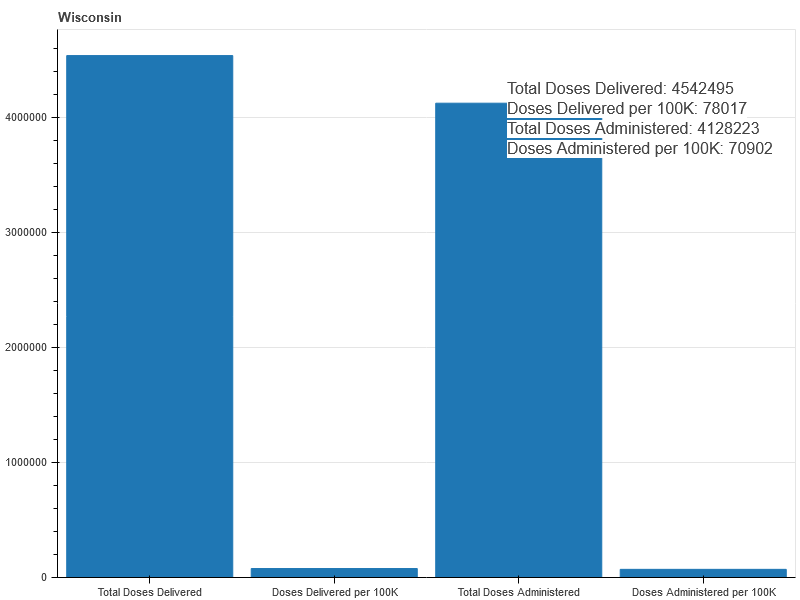 Wisconsin
Total Doses Delivered: 4542495
Doses Delivered per 100K: 78017
Total Doses Administered: 4128223
Doses Administered per 100K: 70902
4000000
3000000
2000000
1000000
0
Total Doses Delivered
Doses Delivered per 100K
Total Doses Administered
Doses Administered per 100K